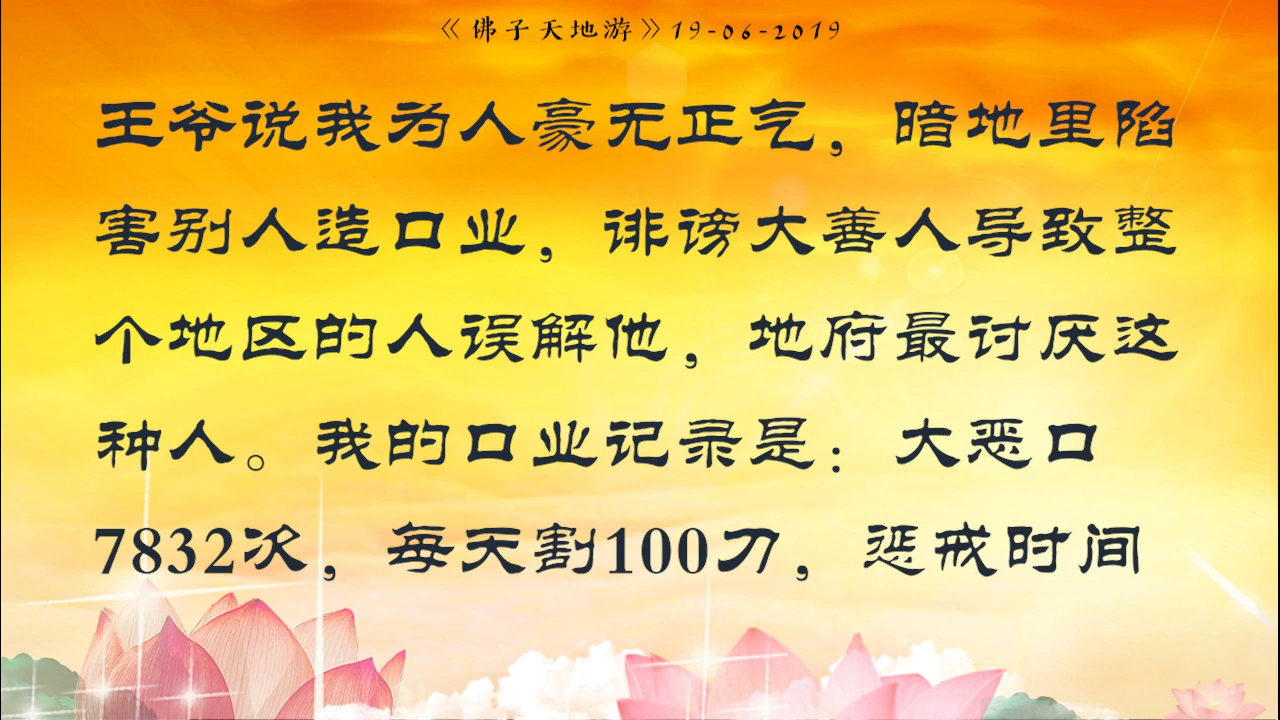 《佛子天地游》19-06-2019
王爷说我为人豪无正气，暗地里陷
害别人造口业，诽谤大善人导致整
个地区的人误解他，地府最讨厌这
种人。我的口业记录是：大恶口
7832次，每天割100刀，惩戒时间